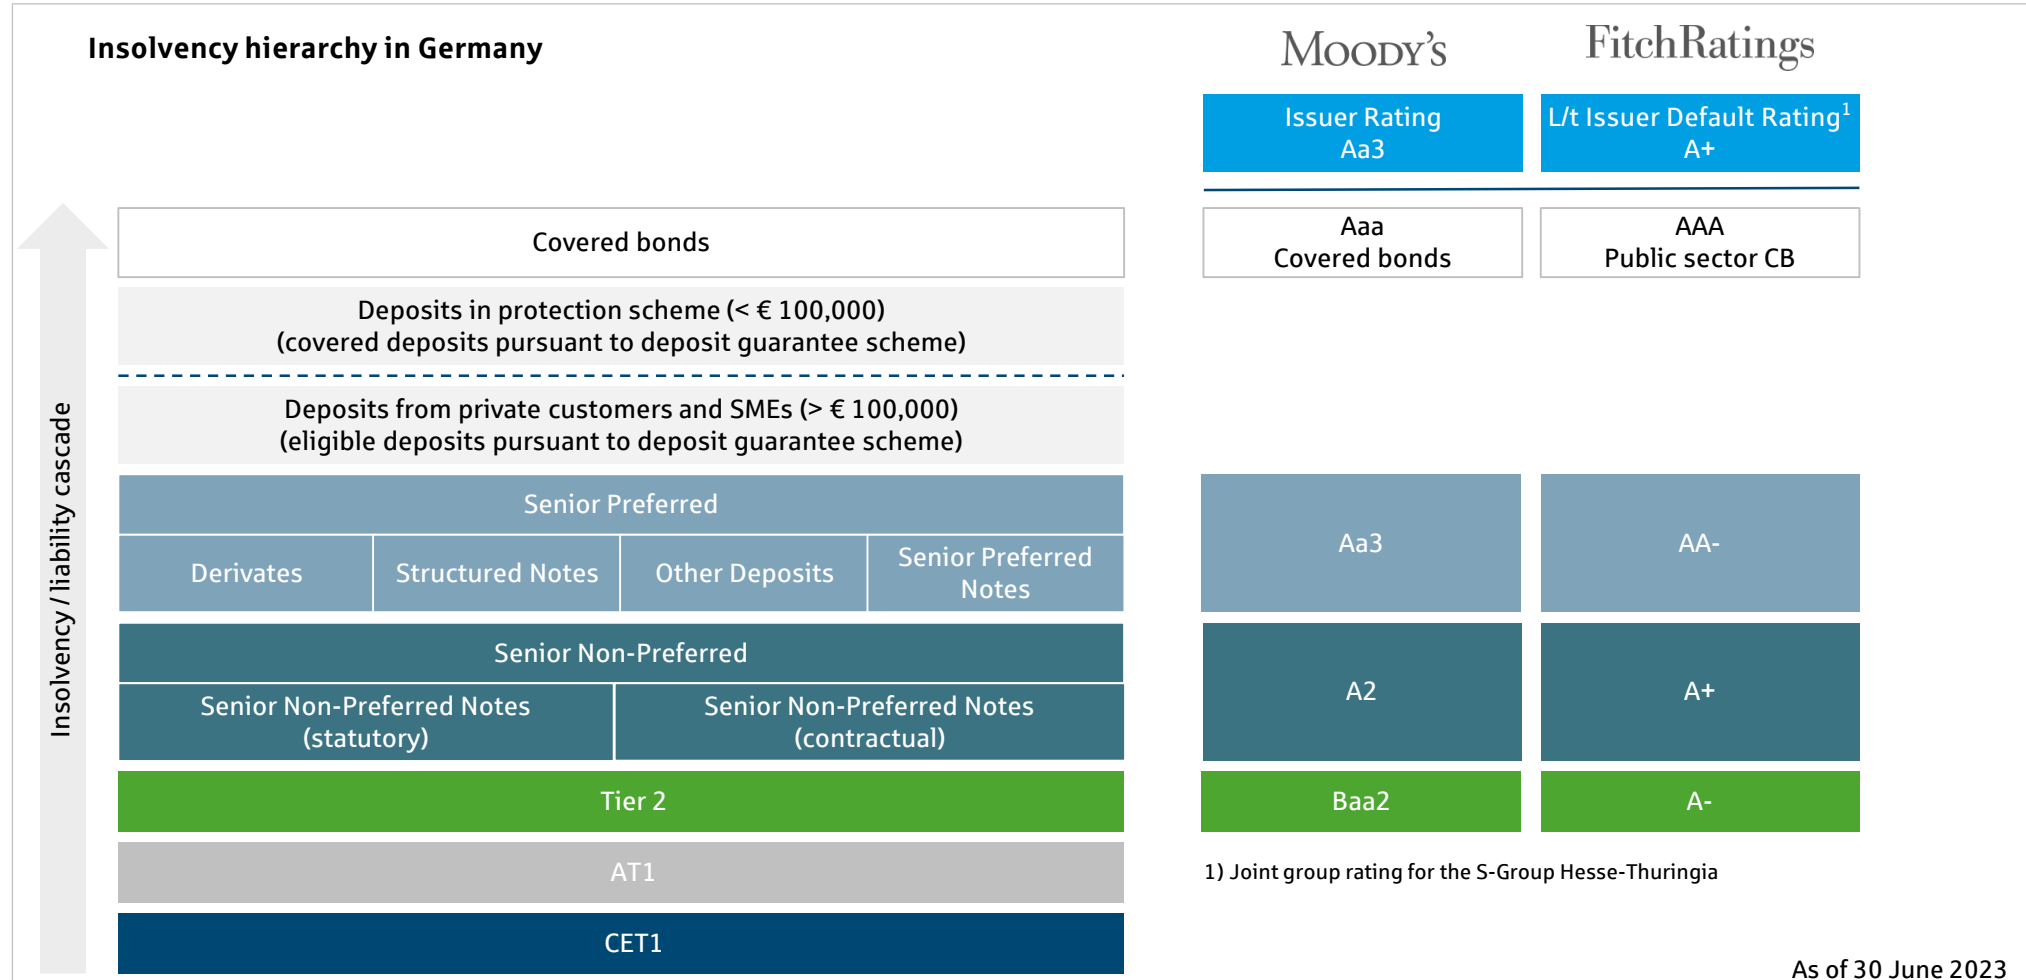 Insolvency hierarchy in Germany
MOODY'S
FitchRatings
Issuer Rating
Aa3
L/t Issuer Default Rating1
A+
Insolvency / liability cascade
Covered bonds
Aaa
Covered bonds
AAA
Public sector CB
Deposits in protection scheme (< € 100,000)
(covered deposits pursuant to deposit guarantee scheme)
Deposits from private customers and SMEs (> € 100,000)
(eligible deposits pursuant to deposit guarantee scheme)
Senior Preferred
Derivates
Structured Notes
Other Deposits
Senior Preferred
Notes
Aa3
AA-
Senior Non-Preferred
Senior Non-Preferred Notes
(statutory)
Senior Non-Preferred Notes
(contractual)
A2
A+
Tier 2
Baa2
A-
AT1
1) Joint group rating for the S-Group Hesse-Thuringia
CET1
As of 30 June 2023